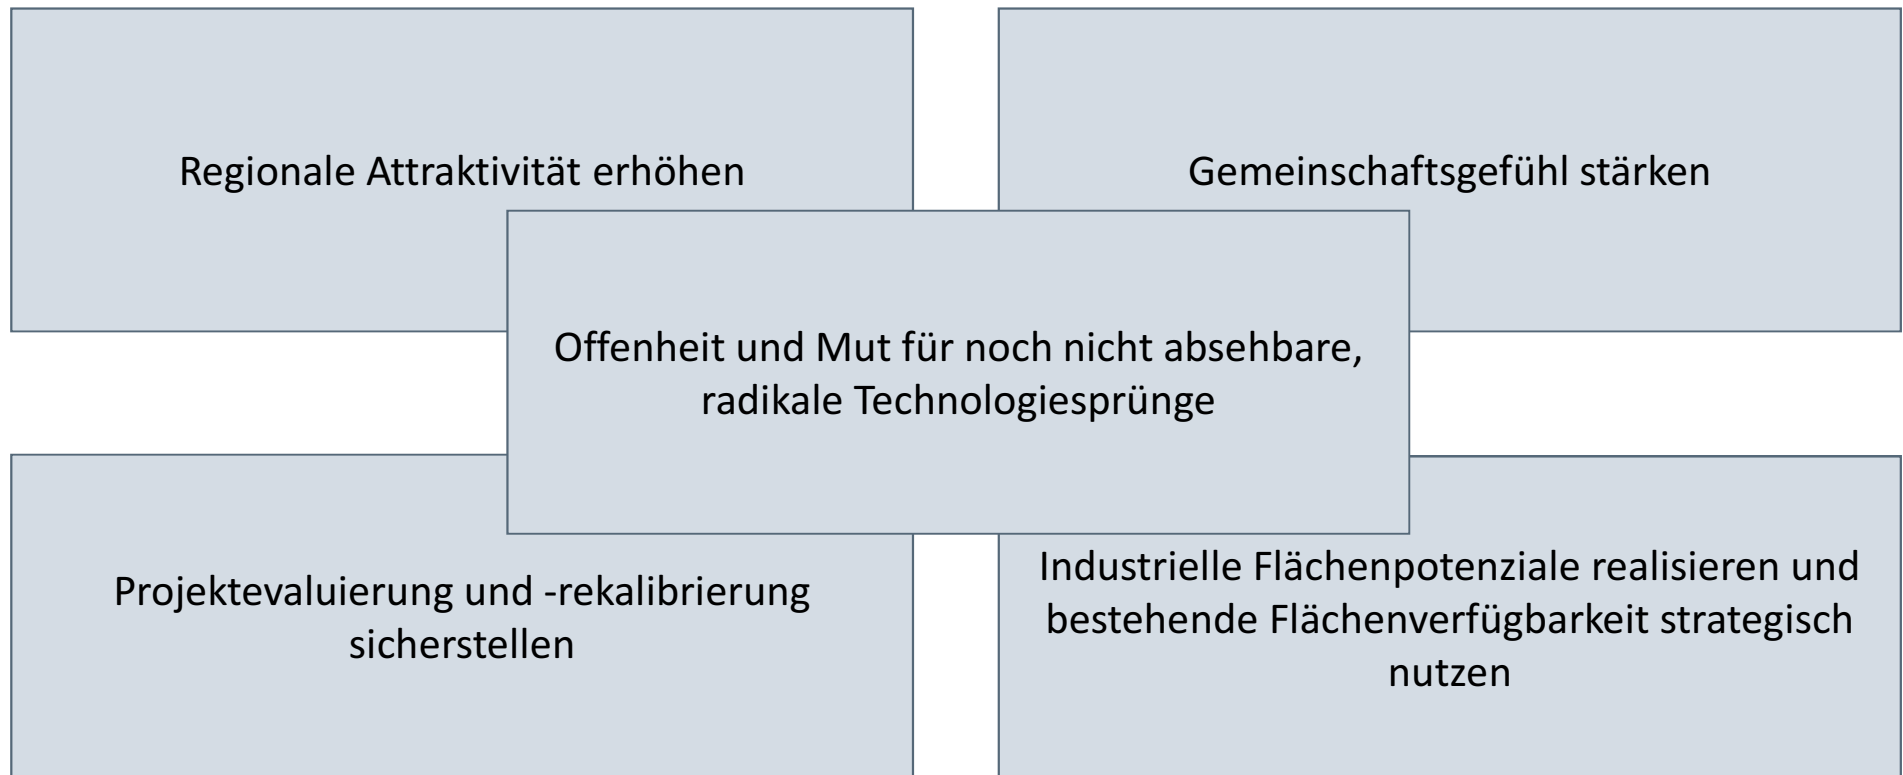 Regionale Attraktivität erhöhen
Gemeinschaftsgefühl stärken
Offenheit und Mut für noch nicht absehbare,
radikale Technologiesprünge
Projektevaluierung und -rekalibrierung
sicherstellen
Industrielle Flächenpotenziale realisieren und
bestehende Flächenverfügbarkeit strategisch
nutzen